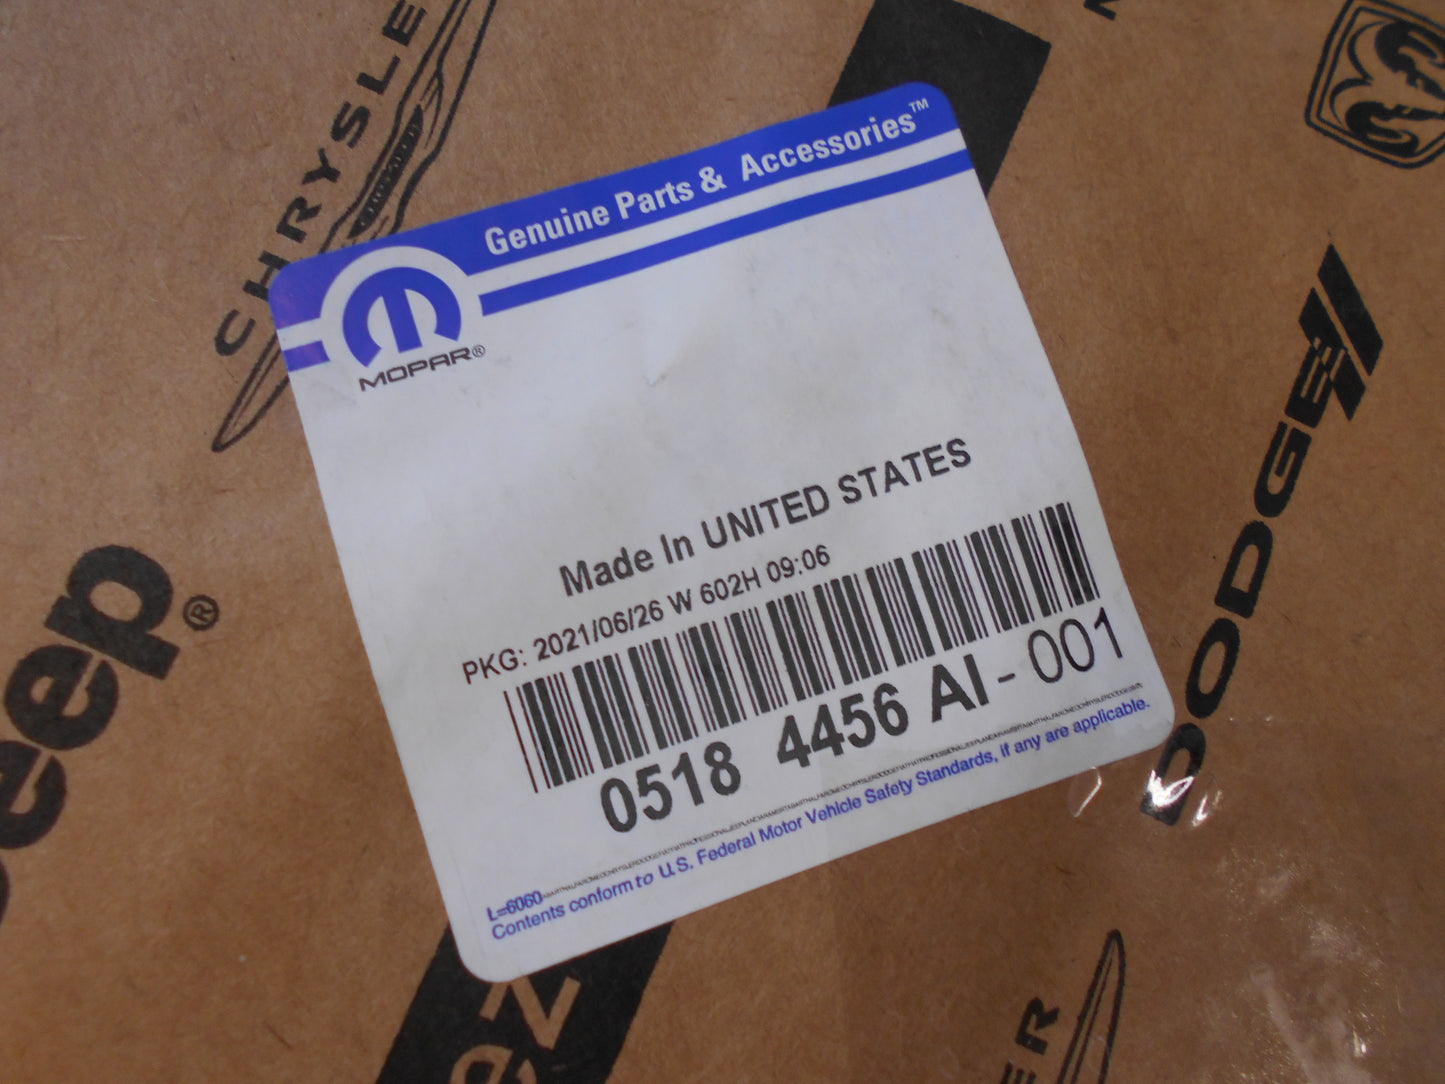 CHRYSLER
Genuine Parts & Accessories™
MOPAR®
DODGE
Jeep®
Made In UNITED STATES
PKG: 2021/06/26 W 602H 09:06
0518 4456 AI - 001
L=6060
Contents conform to U.S. Federal Motor Vehicle Safety Standards, if any are applicable.